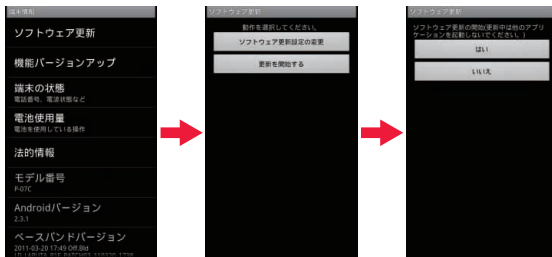 端末情報
ソフトウェア更新
機能バージョンアップ
端末の状態
電話番号、電波状態など
電池使用量
電池を使用している操作
法的情報
モデル番号
P-07C
Androidバージョン
2.3.1
ベースバンドバージョン
2011-03-20 17:49 Off.Bld
ソフトウェア更新
動作を選択してください。
ソフトウェア更新設定の変更
更新を開始する
ソフトウェア更新
ソフトウェア更新の開始(更新中は他のアプリ
ケーションを起動しないでください。)
はい
いいえ